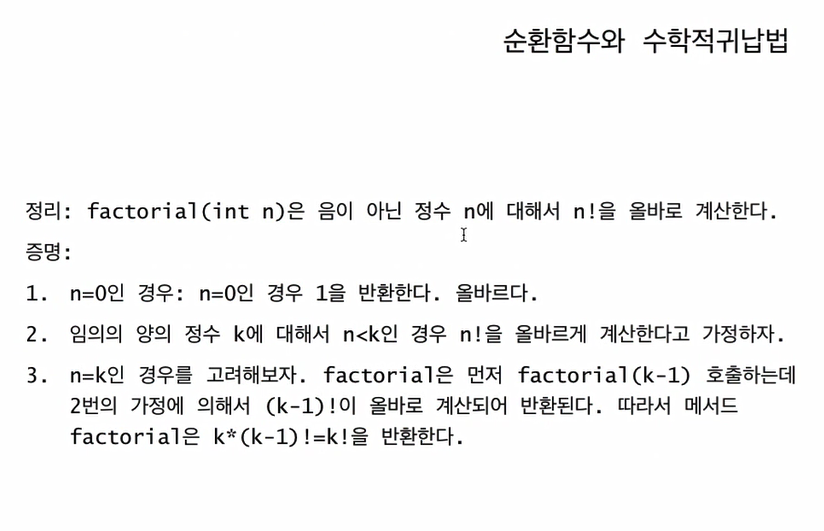 순환함수와 수학적귀납법
정리: factorial(int n)은 음이 아닌 정수 n에 대해서 n!을 올바로 계산한다.
증명:
1. n=0인 경우: n=0인 경우 1을 반환한다. 올바르다.
2. 임의의 양의 정수 k에 대해서 n<k인 경우 n!을 올바르게 계산한다고 가정하자.
3. n=k인 경우를 고려해보자. factorial은 먼저 factorial(k-1) 호출하는데
2번의 가정에 의해서 (k-1)!이 올바로 계산되어 반환된다. 따라서 메서드
factorial은 k*(k-1)!=k!을 반환한다.